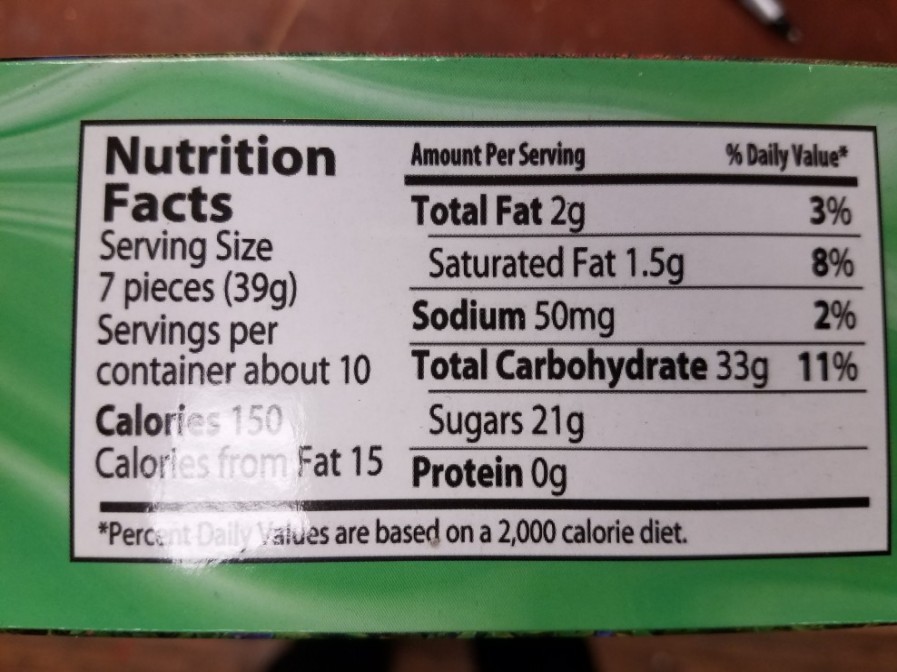 Nutrition
Facts
Serving Size
7 pieces (39g)
Servings per
container about 10
Calories 150
Calories from Fat 15
Amount Per Serving % Daily Value*
Total Fat 2g 3%
Saturated Fat 1.5g 8%
Sodium 50mg 2%
Total Carbohydrate 33g 11%
Sugars 21g
Protein 0g
*Percent Daily Values are based on a 2,000 calorie diet.